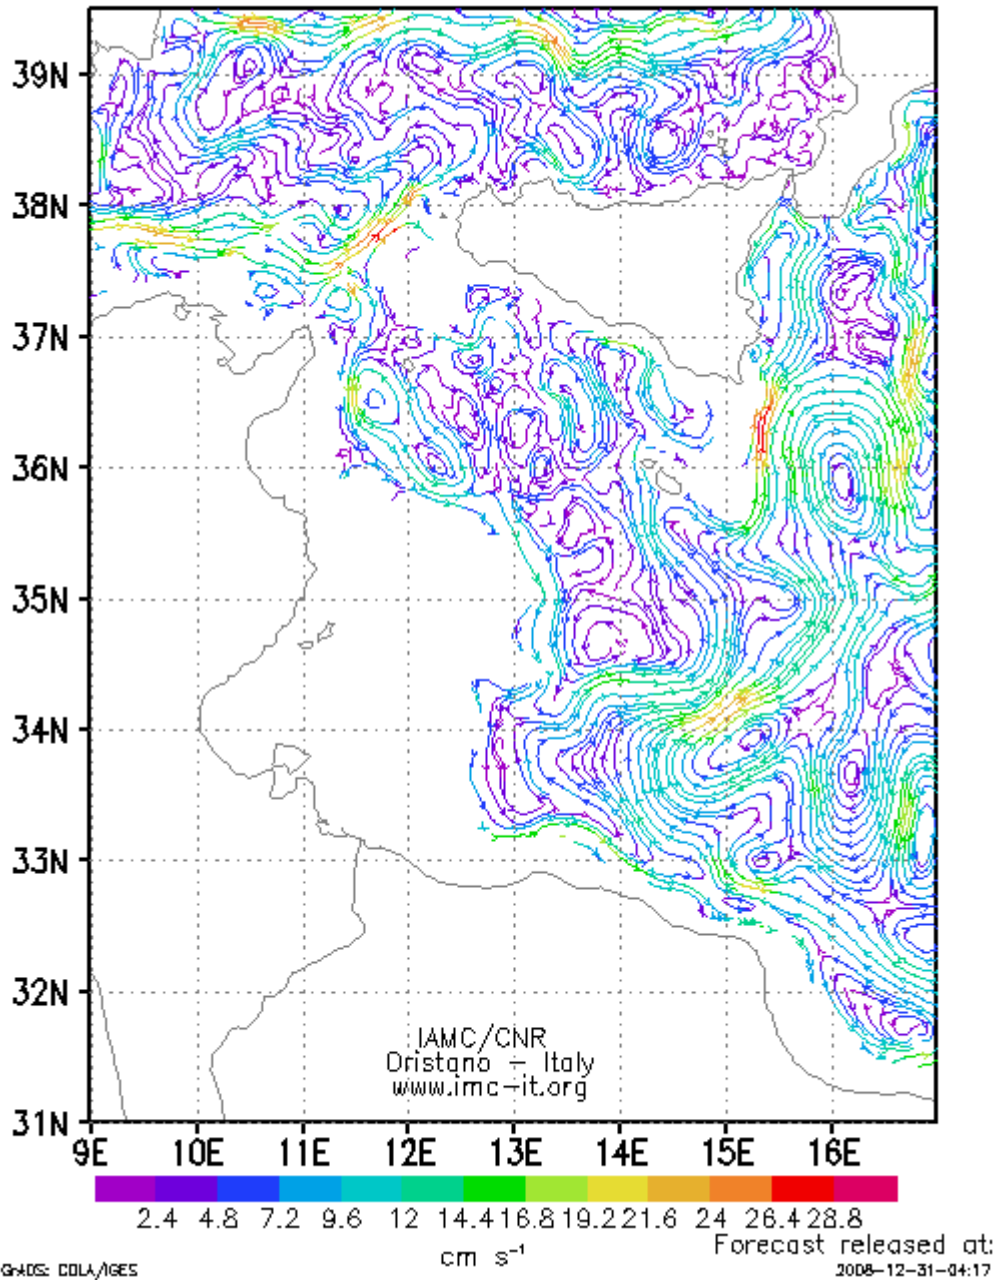 39N
38N
37N
36N
35N
34N
33N
32N
31N
IAMC/CNR
Oristano – Italy
www.imc-it.org
9E 10E 11E 12E 13E 14E 15E 16E
2.4 4.8 7.2 9.6 12 14.4 16.8 19.2 21.6 24 26.4 28.8
cm s⁻¹
Forecast released at:
GrADS: COLA/IGES
2008-12-31-04:17